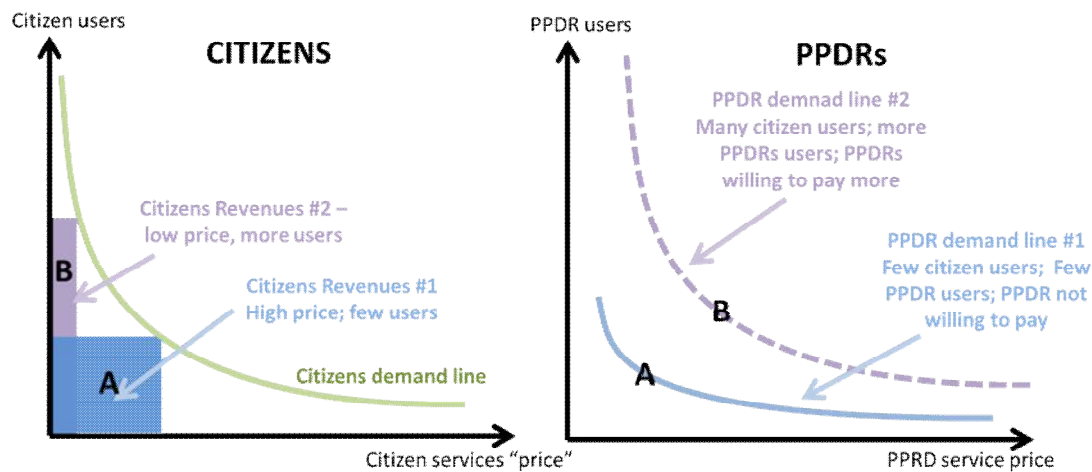 Citizen users
CITIZENS
Citizens Revenues #2 –
low price, more users
B
Citizens Revenues #1
High price; few users
A
Citizens demand line
Citizen services “price”
PPDR users
PPDRs
PPDR demnad line #2
Many citizen users; more
PPDRs users; PPDRs
willing to pay more
PPDR demand line #1
Few citizen users; Few
PPDR users; PPDR not
willing to pay
B
A
PPRD service price